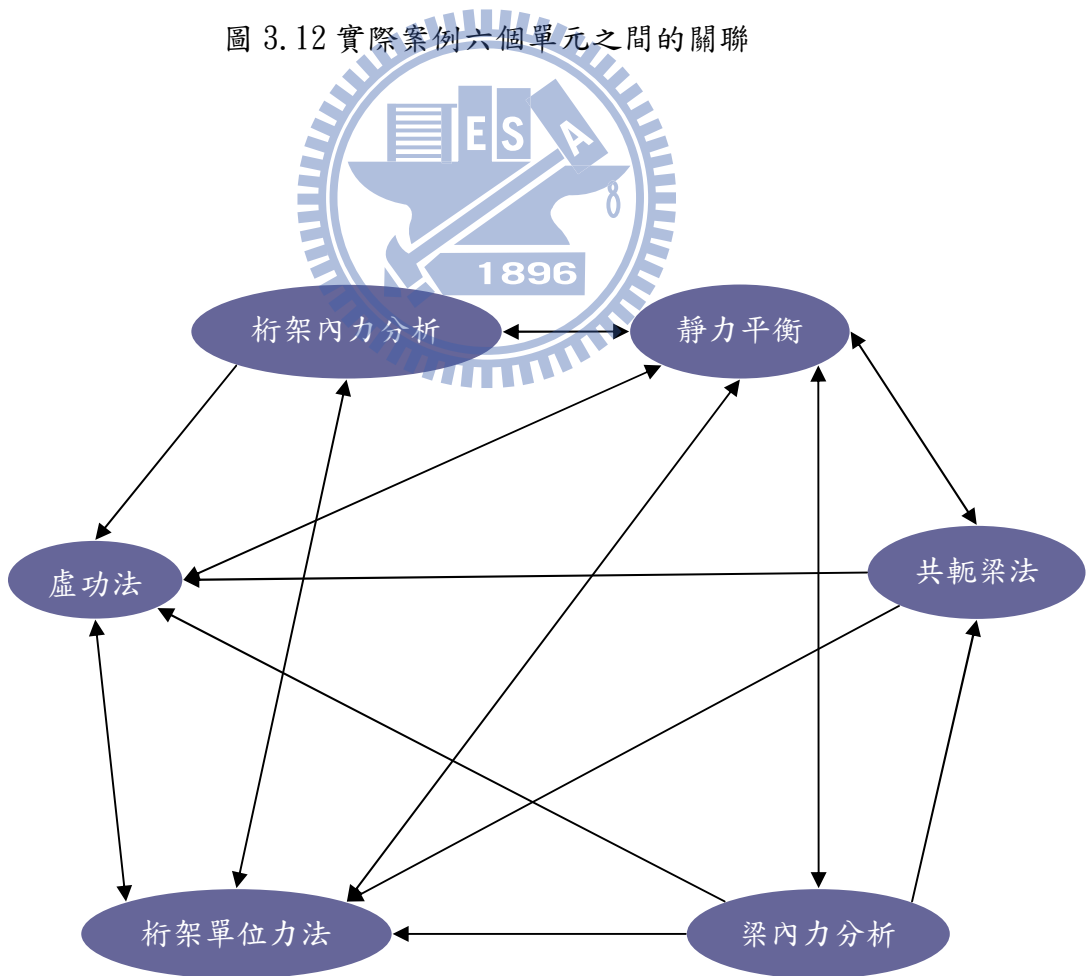 圖 3.12 實際案例六個單元之間的關聯
E S A
1896
桁架內力分析
靜力平衡
虛功法
共軛梁法
桁架單位力法
梁內力分析